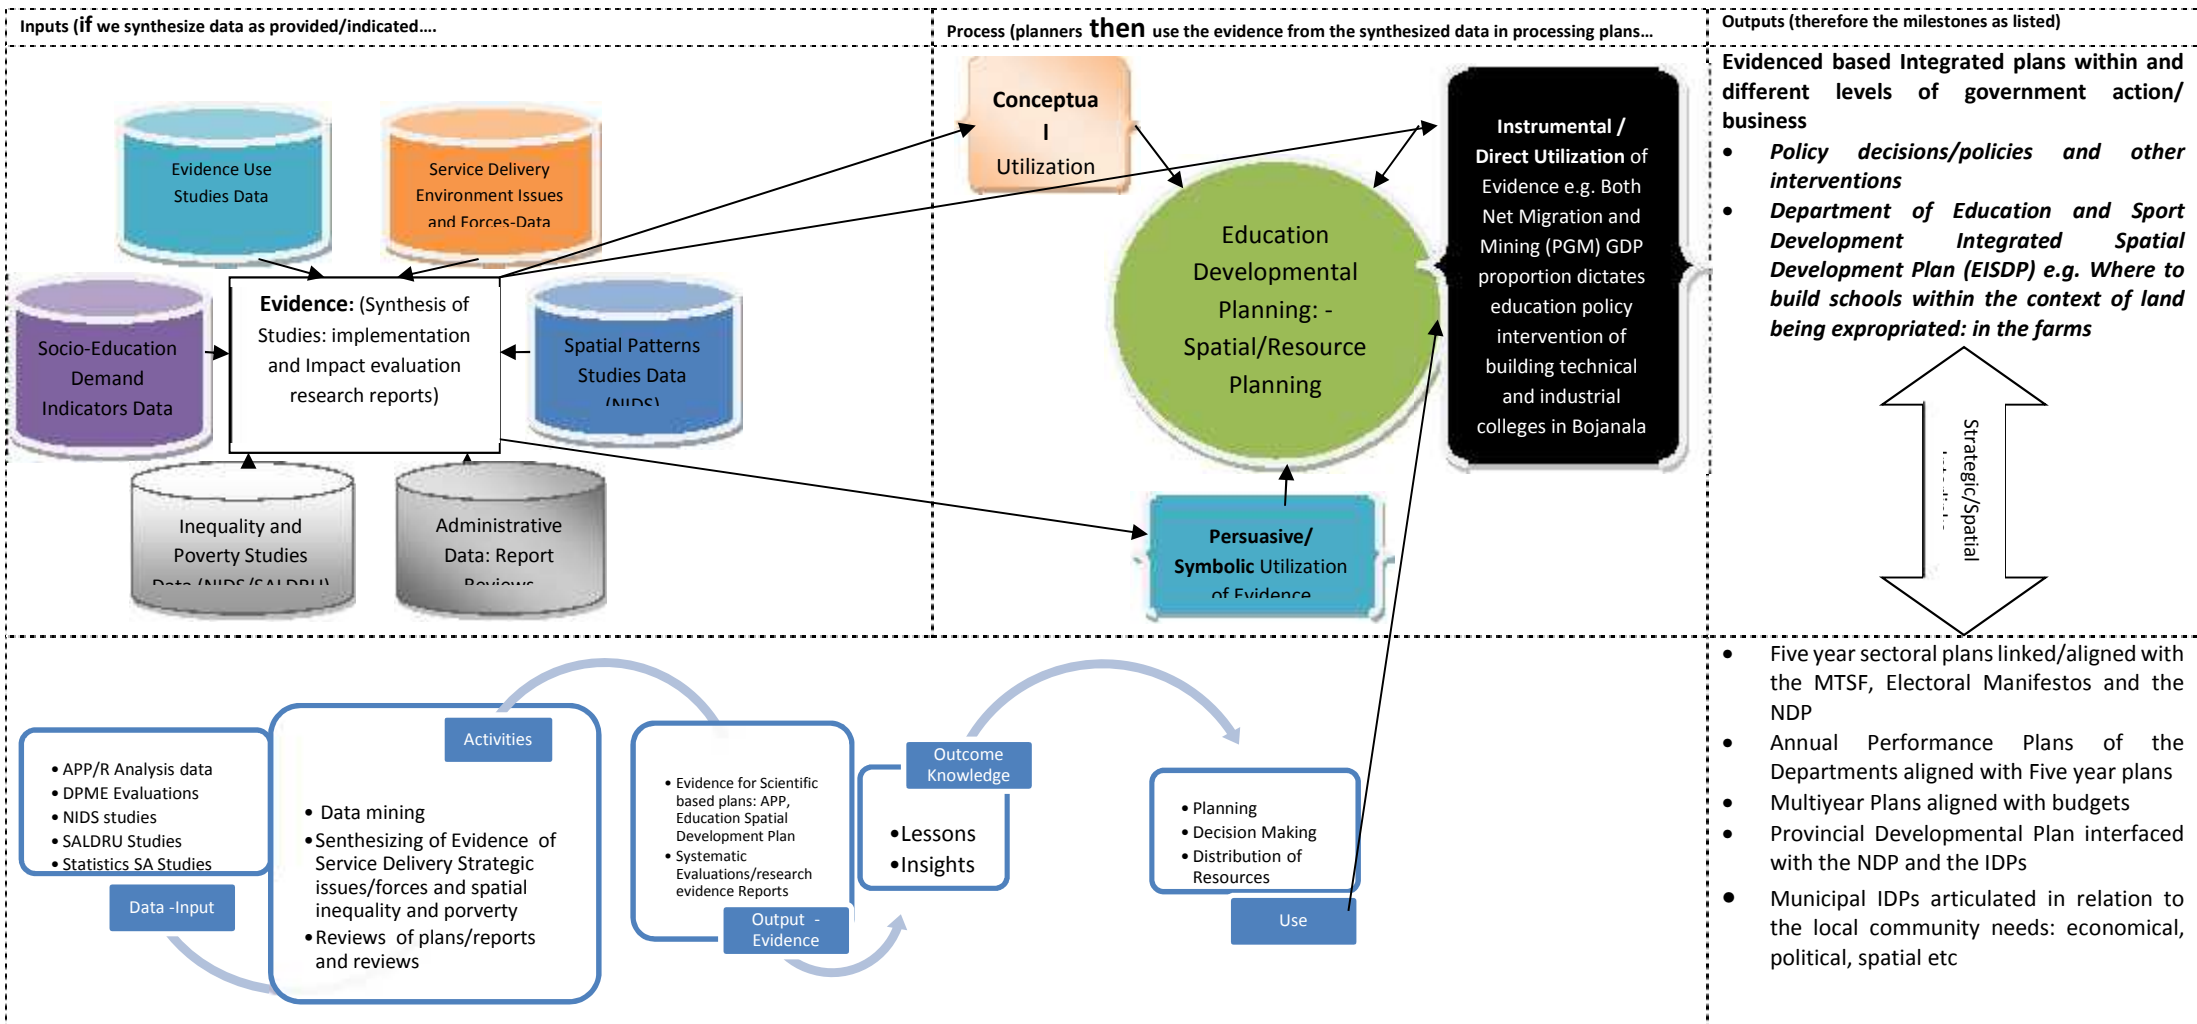 Inputs (if we synthesize data as provided/indicated....
Process (planners then use the evidence from the synthesized data in processing plans...
Outputs (therefore the milestones as listed)
Evidence Use
Studies Data
Service Delivery
Environment Issues
and Forces-Data
Socio-Education
Demand
Indicators Data
Evidence: (Synthesis of
Studies: implementation
and Impact evaluation
research reports)
Spatial Patterns
Studies Data
(NIDS)
Inequality and
Poverty Studies
Data (NIDS/SALDRU)
Administrative
Data: Report
Reviews
Conceptua
l
Utilization
Education
Developmental
Planning: -
Spatial/Resource
Planning
Instrumental /
Direct Utilization of
Evidence e.g. Both
Net Migration and
Mining (PGM) GDP
proportion dictates
education policy
intervention of
building technical
and industrial
colleges in Bojanala
Persuasive/
Symbolic Utilization
of Evidence
Evidenced based Integrated plans within and
different levels of government action/
business
• Policy decisions/policies and other
interventions
• Department of Education and Sport
Development Integrated Spatial
Development Plan (EISDP) e.g. Where to
build schools within the context of land
being expropriated: in the farms
Strategic/Spatial
• APP/R Analysis data
• DPME Evaluations
• NIDS studies
• SALDRU Studies
• Statistics SA Studies
Data -Input
Activities
• Data mining
•Senthesizing of Evidence of
Service Delivery Strategic
issues/forces and spatial
inequality and porverty
•Reviews of plans/reports
and reviews
• Evidence for Scientific
based plans: APP,
Education Spatial
Development Plan
• Systematic
Evaluations/research
evidence Reports
Output -
Evidence
Outcome
Knowledge
•Lessons
•Insights
• Planning
• Decision Making
• Distribution of
Resources
Use
• Five year sectoral plans linked/aligned with
the MTSF, Electoral Manifestos and the
NDP
• Annual Performance Plans of the
Departments aligned with Five year plans
• Multiyear Plans aligned with budgets
• Provincial Developmental Plan interfaced
with the NDP and the IDPs
• Municipal IDPs articulated in relation to
the local community needs: economical,
political, spatial etc